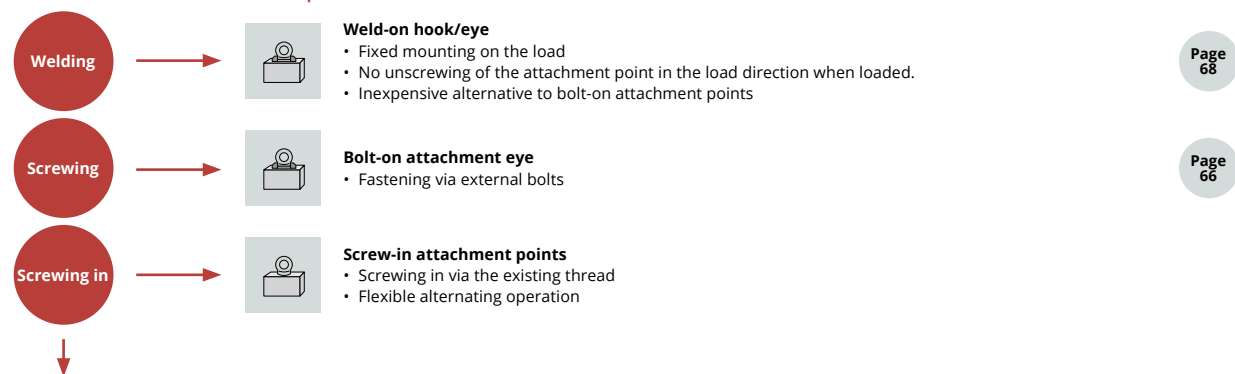 Welding
Weld-on hook/eye
• Fixed mounting on the load
• No unscrewing of the attachment point in the load direction when loaded.
• Inexpensive alternative to bolt-on attachment points
Page
68
Screwing
Bolt-on attachment eye
• Fastening via external bolts
Page
66
Screwing in
Screw-in attachment points
• Screwing in via the existing thread
• Flexible alternating operation